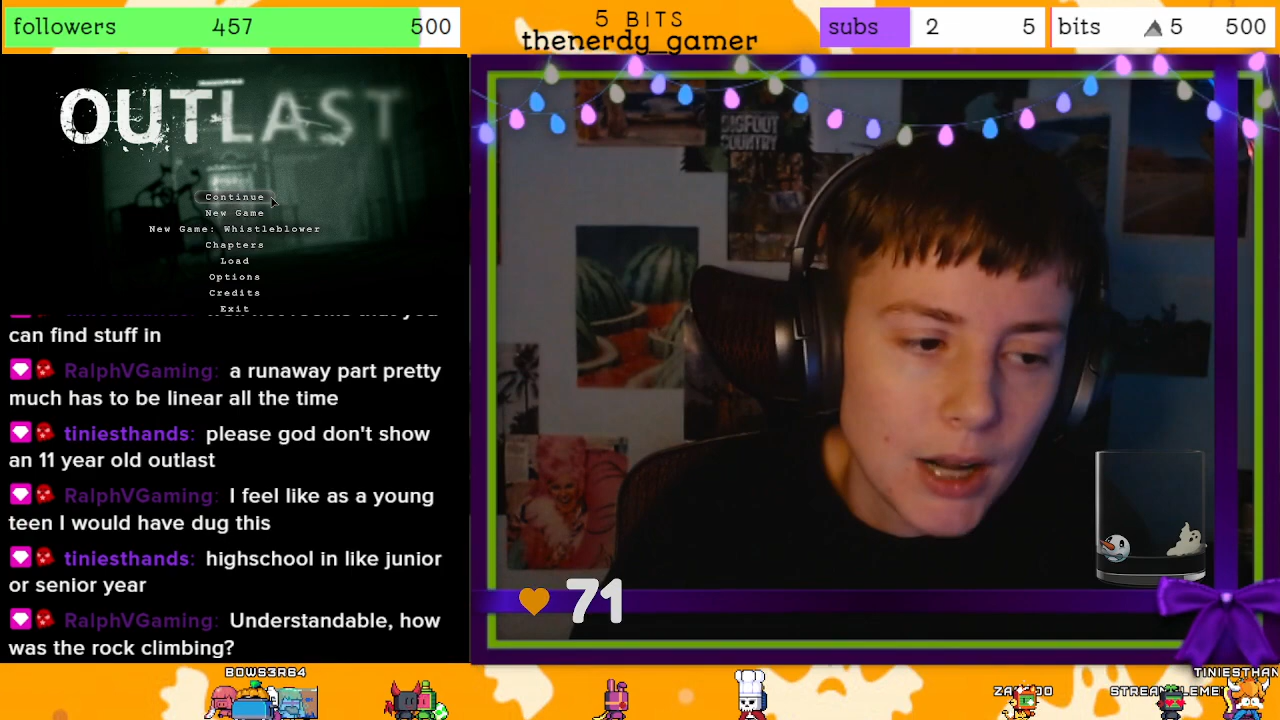 followers 457 500
5 BITS
thenerdy_gamer
subs 2 5
bits 5 500
OUTLAST
BIGFOOT
COUNTRY
Continue
New Game
New Game: Whistleblower
Chapters
Load
Options
Credits
Exit
can find stuff in
RalphVGaming: a runaway part pretty
much has to be linear all the time
tiniesthands: please god don't show
an 11 year old outlast
RalphVGaming: I feel like as a young
teen I would have dug this
tiniesthands: highschool in like junior
or senior year
RalphVGaming: Understandable, how
was the rock climbing?
71
BOWS3R64
TINIESTHAN